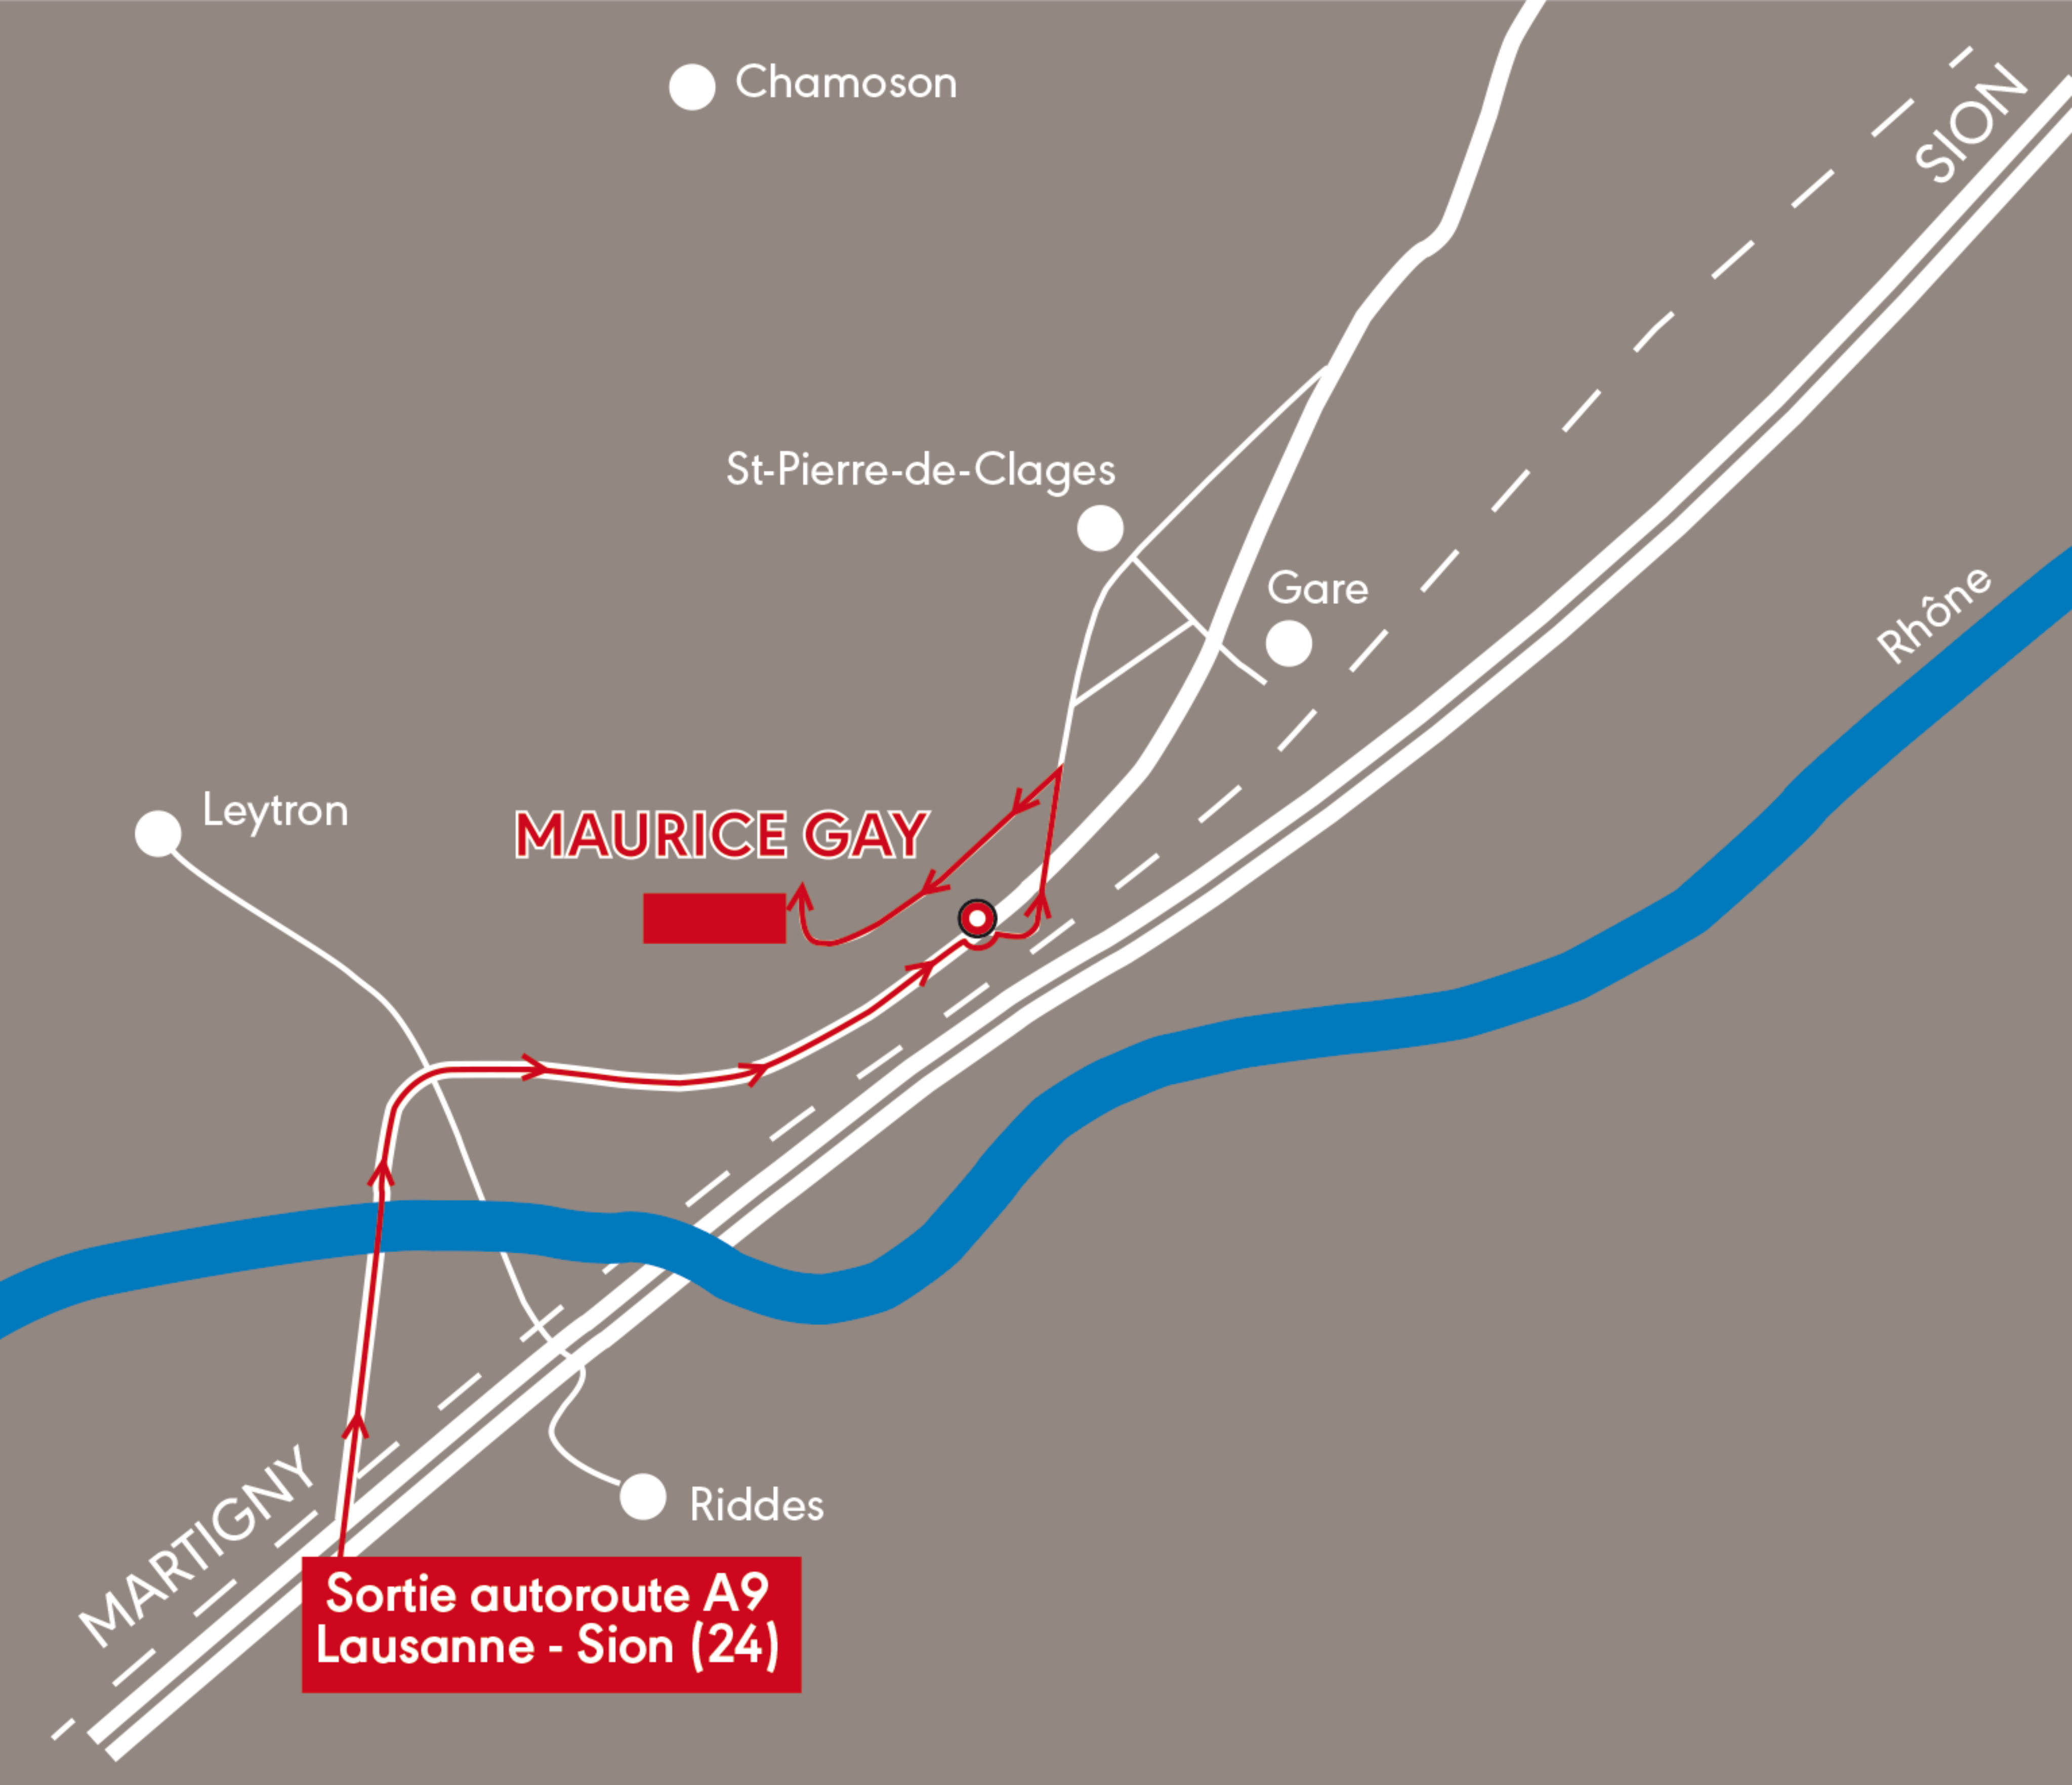 Chamoson
SION
St-Pierre-de-Clages
Gare
Rhône
Leytron
MAURICE GAY
MARTIGNY
Riddes
Sortie autoroute A9
Lausanne - Sion (24)